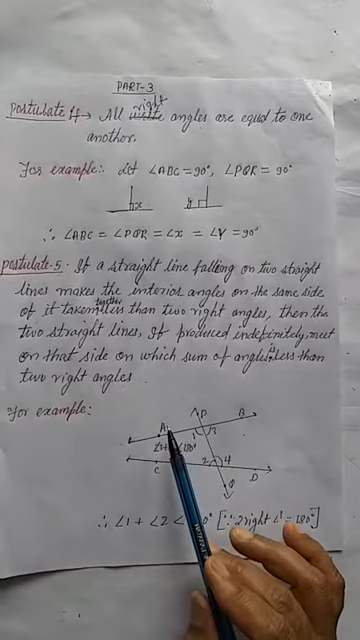 PART-3
right
Postulate 4 → All angles are equal to one
another.
For example:- Let ∠ABC = 90°, ∠PQR = 90°
x y
∴ ∠ABC = ∠PQR = ∠x = ∠Y = 90°
Postulate-5. If a straight line falling on two straight
lines makes the interior angles on the same side
together
of it taken less than two right angles, then the
two straight lines, If produced indefinitely, meet
on that side on which sum of angles is less than
two right angles.
For example:
A P B
1 3
180°
2 4
C D
Q
∴ ∠1 + ∠2 < 0° [∵ 2 right ∠s = 180°]